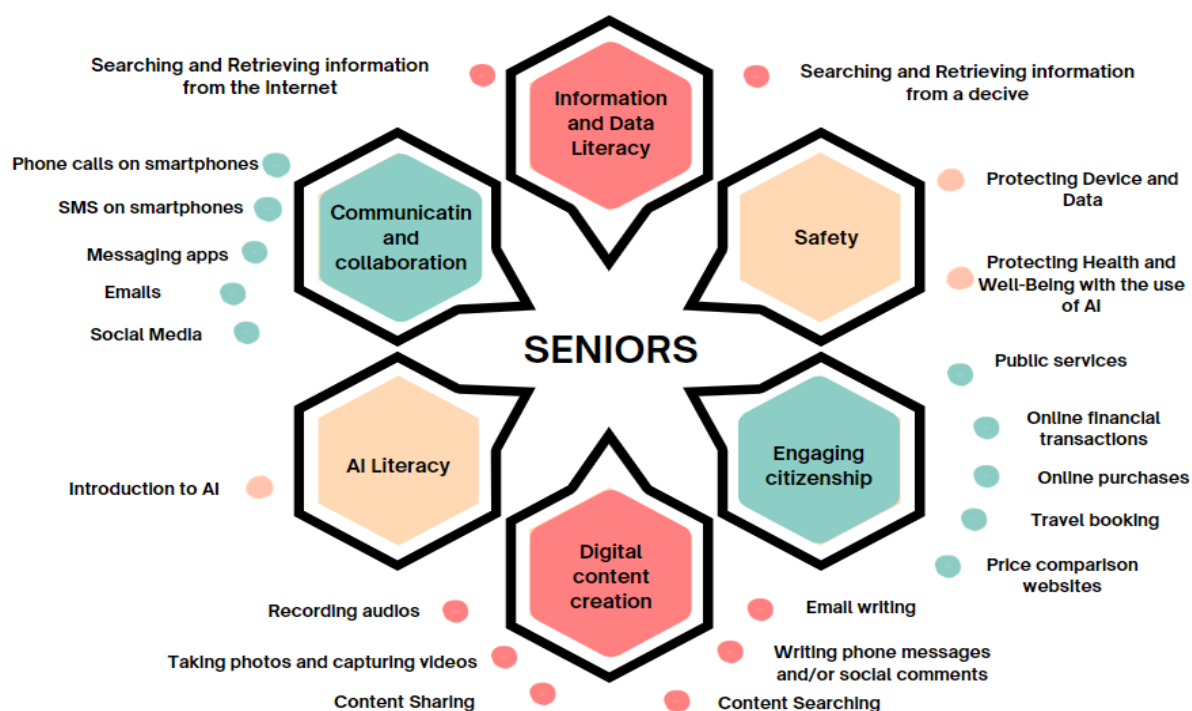 Searching and Retrieving information
from the Internet
Information
and Data
Literacy
Searching and Retrieving information
from a decive
Phone calls on smartphones
SMS on smartphones
Messaging apps
Emails
Social Media
Communicatin
and
collaboration
Safety
Protecting Device and
Data
Protecting Health and
Well-Being with the use
of AI
SENIORS
Introduction to AI
AI Literacy
Engaging
citizenship
Public services
Online financial
transactions
Online purchases
Travel booking
Price comparison
websites
Digital
content
creation
Recording audios
Taking photos and capturing videos
Content Sharing
Email writing
Writing phone messages
and/or social comments
Content Searching